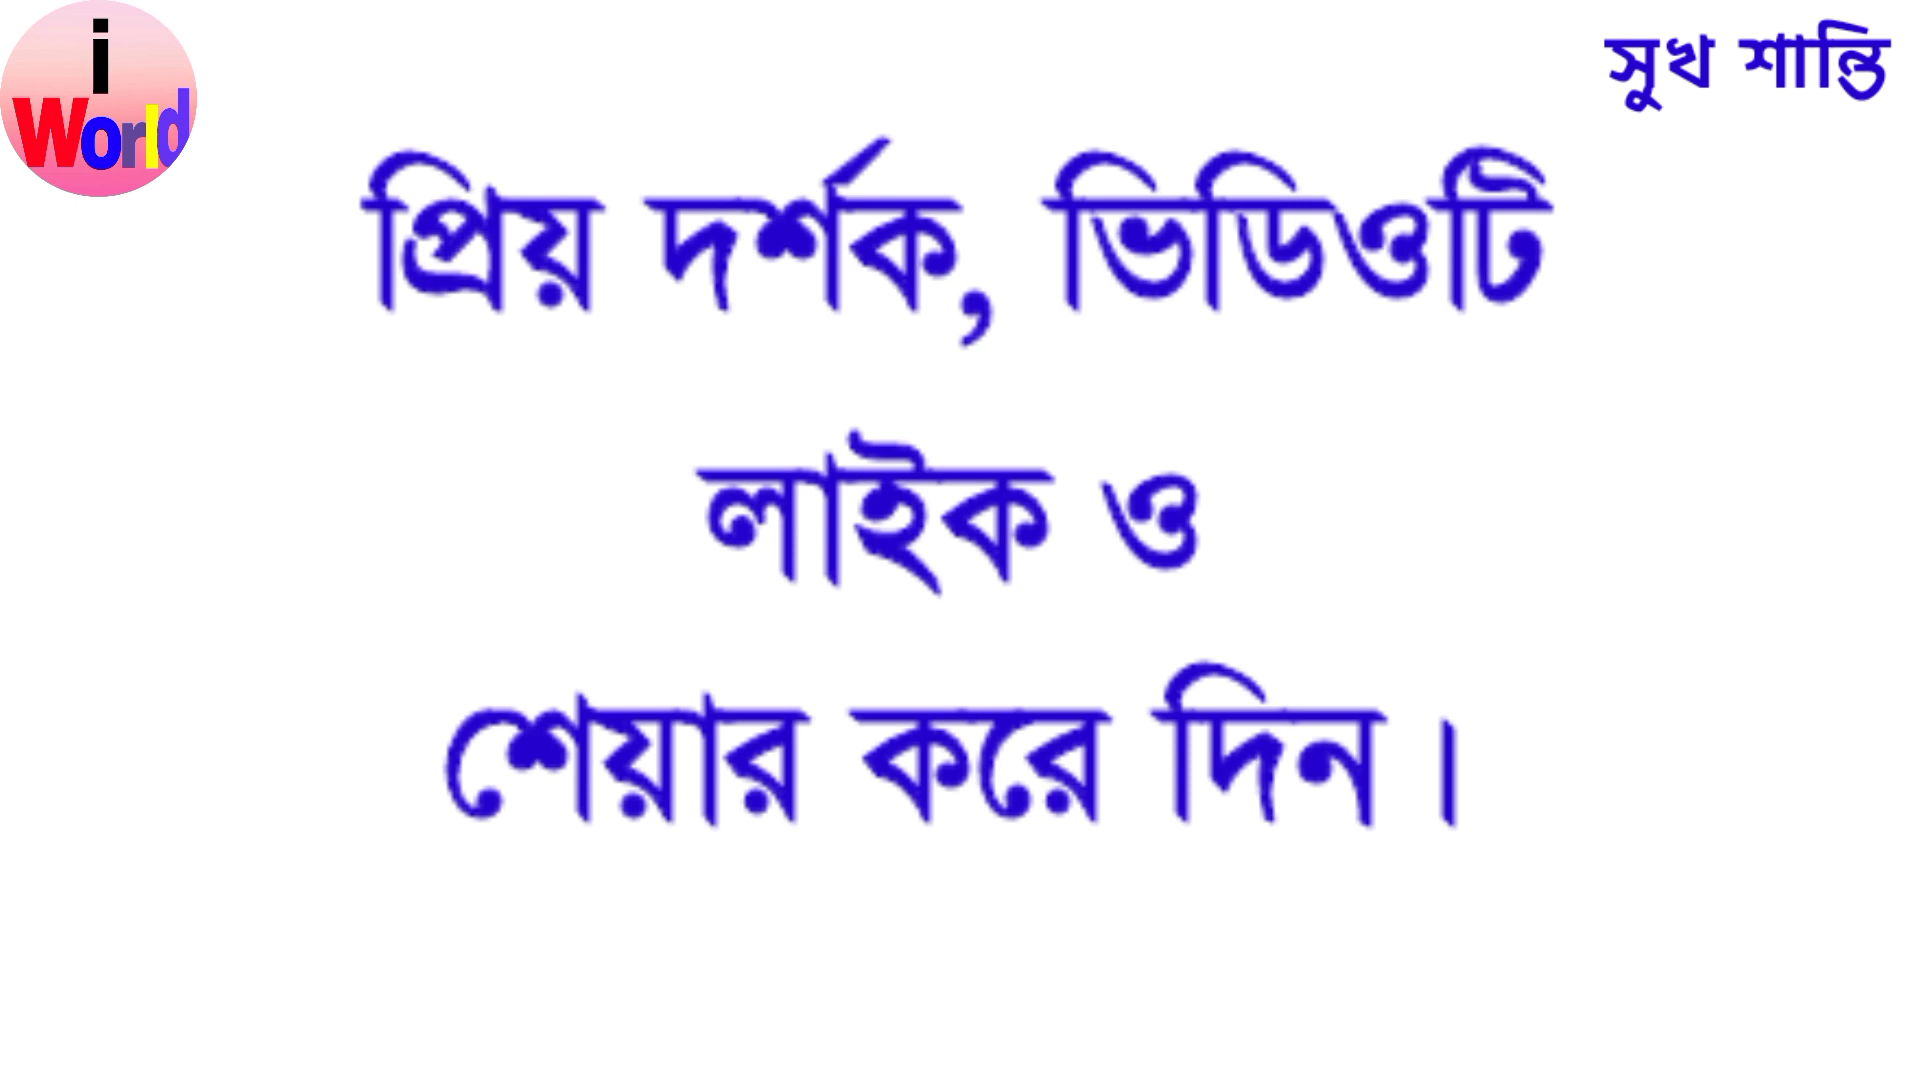 i
World
সুখ শান্তি
প্রিয় দর্শক, ভিডিওটি
লাইক ও
শেয়ার করে দিন।